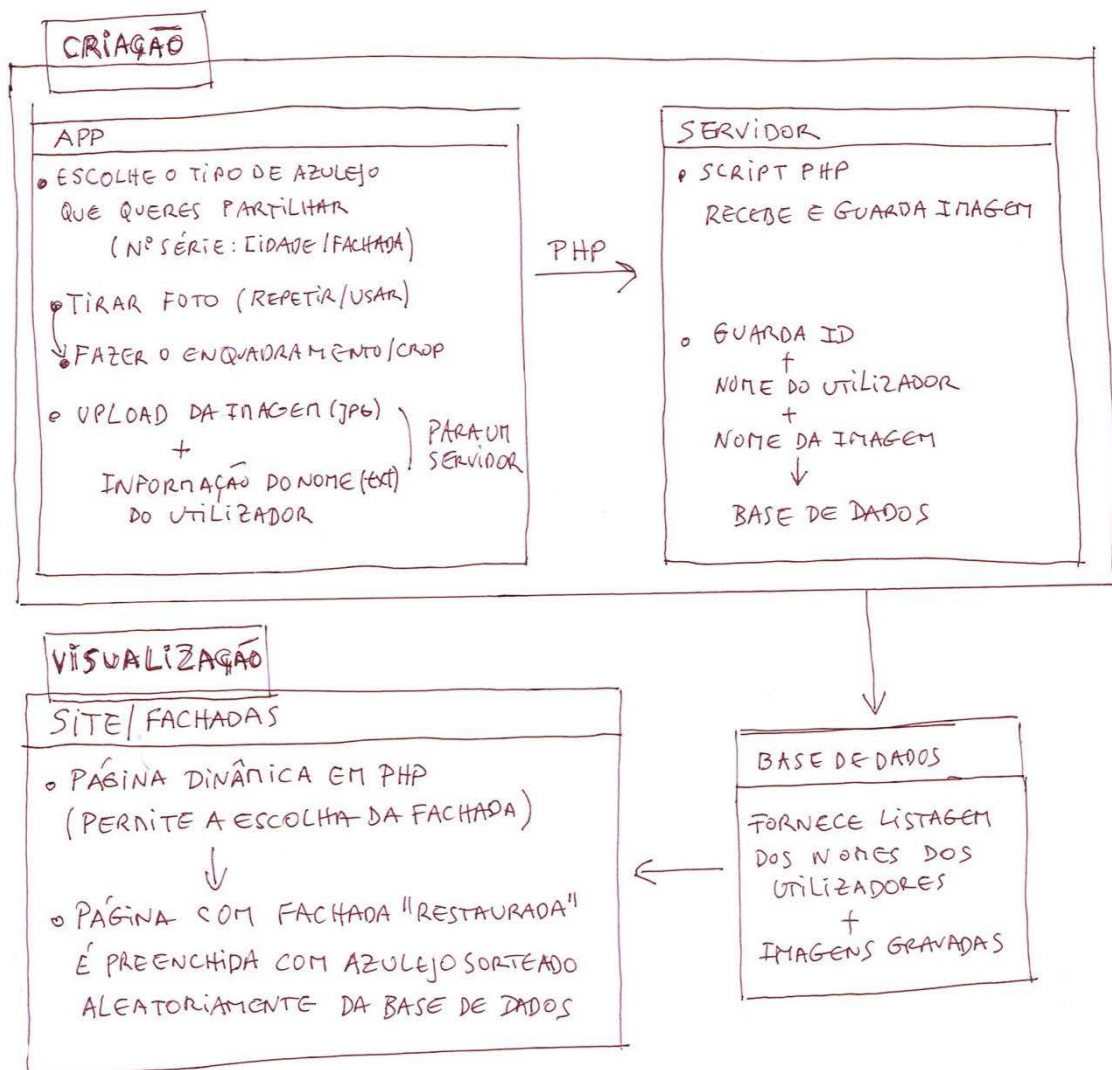 CRIAÇÃO
APP
• ESCOLHE O TIPO DE AZULEJO
QUE QUERES PARTILHAR
(Nº SÉRIE: CIDADE/FACHADA)
• TIRAR FOTO (REPETIR/USAR)
• FAZER O ENQUADRAMENTO/CROP
• UPLOAD DA IMAGEM (JPG)
+
INFORMAÇÃO DO NOME (txt)
DO UTILIZADOR
PARA UM
SERVIDOR
PHP
SERVIDOR
• SCRIPT PHP
RECEBE E GUARDA IMAGEM
• GUARDA ID
+
NOME DO UTILIZADOR
+
NOME DA IMAGEM
BASE DE DADOS
VISUALIZAÇÃO
SITE/FACHADAS
• PÁGINA DINÂMICA EM PHP
(PERMITE A ESCOLHA DA FACHADA)
• PÁGINA COM FACHADA "RESTAURADA"
É PREENCHIDA COM AZULEJO SORTEADO
ALEATORIAMENTE DA BASE DE DADOS
BASE DE DADOS
FORNECE LISTAGEM
DOS NOMES DOS
UTILIZADORES
+
IMAGENS GRAVADAS